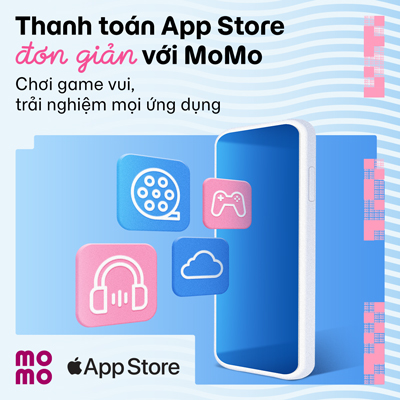 Thanh toán App Store
đơn giản với MoMo
Chơi game vui,
trải nghiệm mọi ứng dụng
mo
mo
App Store